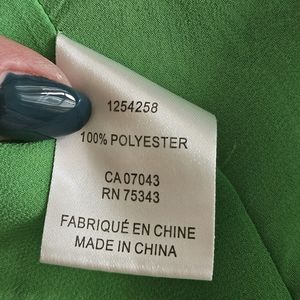 1254258
100% POLYESTER
CA 07043
RN 75343
FABRIQUÉ EN CHINE
MADE IN CHINA